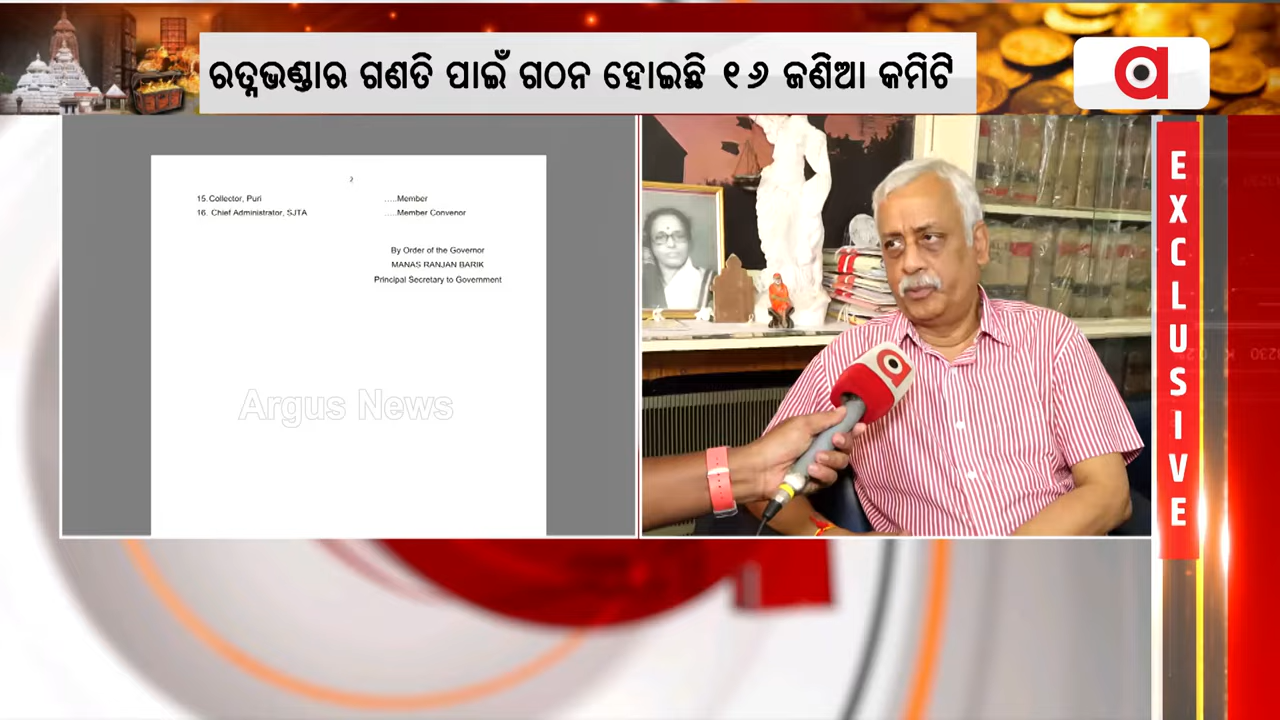 ରତ୍ନଭଣ୍ଡାର ଗଣତି ପାଇଁ ଗଠନ ହୋଇଛି ୧୬ ଜଣିଆ କମିଟି
a
2
15.Collector, Puri .....Member
16. Chief Administrator, SJTA .....Member Convenor
By Order of the Governor
MANAS RANJAN BARIK
Principal Secretary to Government
Argus News
EXCLUSIVE